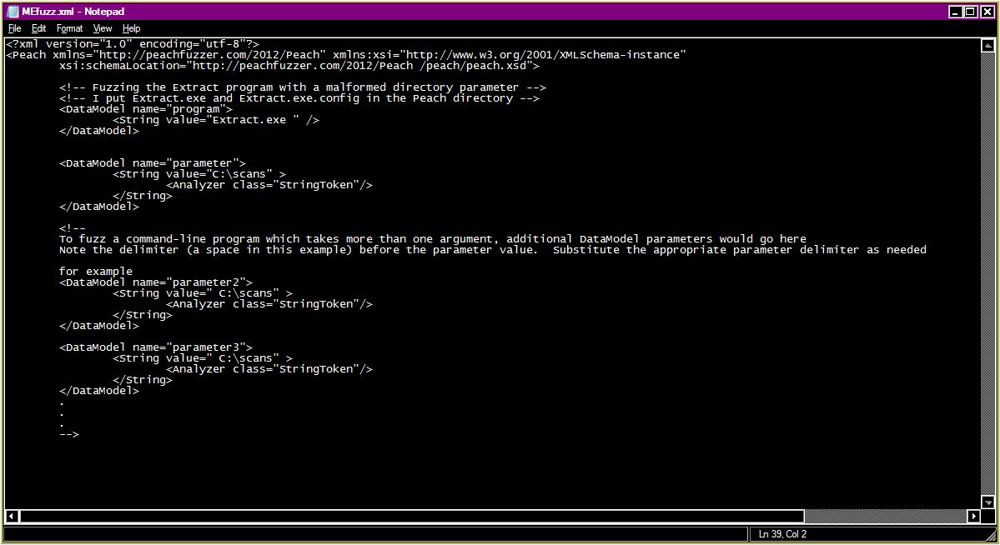 MEfuzz.xml - Notepad
File Edit Format View Help
<?xml version="1.0" encoding="utf-8"?>
<Peach xmlns="http://peachfuzzer.com/2012/Peach" xmlns:xsi="http://www.w3.org/2001/XMLSchema-instance"
xsi:schemaLocation="http://peachfuzzer.com/2012/Peach /peach/peach.xsd">
<!-- Fuzzing the Extract program with a malformed directory parameter -->
<!-- I put Extract.exe and Extract.exe.config in the Peach directory -->
<DataModel name="program">
<String value="Extract.exe " />
</DataModel>
<DataModel name="parameter">
<String value="C:\scans" >
<Analyzer class="StringToken"/>
</String>
</DataModel>
<!--
To fuzz a command-line program which takes more than one argument, additional DataModel parameters would go here
Note the delimiter (a space in this example) before the parameter value.  Substitute the appropriate parameter delimiter as needed
for example
<DataModel name="parameter2">
<String value=" C:\scans" >
<Analyzer class="StringToken"/>
</String>
</DataModel>
<DataModel name="parameter3">
<String value=" C:\scans" >
<Analyzer class="StringToken"/>
</String>
</DataModel>
.
.
.
-->
Ln 39, Col 2